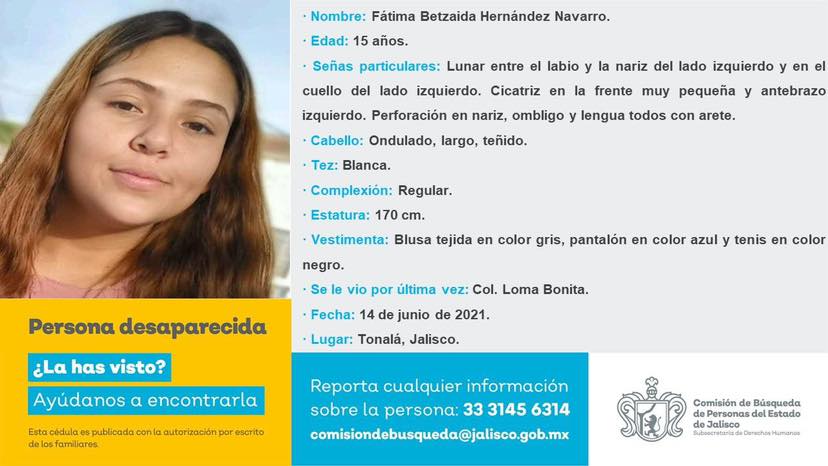 · Nombre: Fátima Betzaida Hernández Navarro.
· Edad: 15 años.
· Señas particulares: Lunar entre el labio y la nariz del lado izquierdo y en el
cuello del lado izquierdo. Cicatriz en la frente muy pequeña y antebrazo
izquierdo. Perforación en nariz, ombligo y lengua todos con arete.
· Cabello: Ondulado, largo, teñido.
· Tez: Blanca.
· Complexión: Regular.
· Estatura: 170 cm.
· Vestimenta: Blusa tejida en color gris, pantalón en color azul y tenis en color
negro.
· Se le vio por última vez: Col. Loma Bonita.
· Fecha: 14 de junio de 2021.
· Lugar: Tonalá, Jalisco.
Persona desaparecida
¿La has visto?
Ayúdanos a encontrarla
Esta cédula es publicada con la autorización por escrito
de los familiares.
Reporta cualquier información
sobre la persona: 33 3145 6314
comisiondebusqueda@jalisco.gob.mx
Comisión de Búsqueda
de Personas del Estado
de Jalisco
Subsecretaría de Derechos Humanos